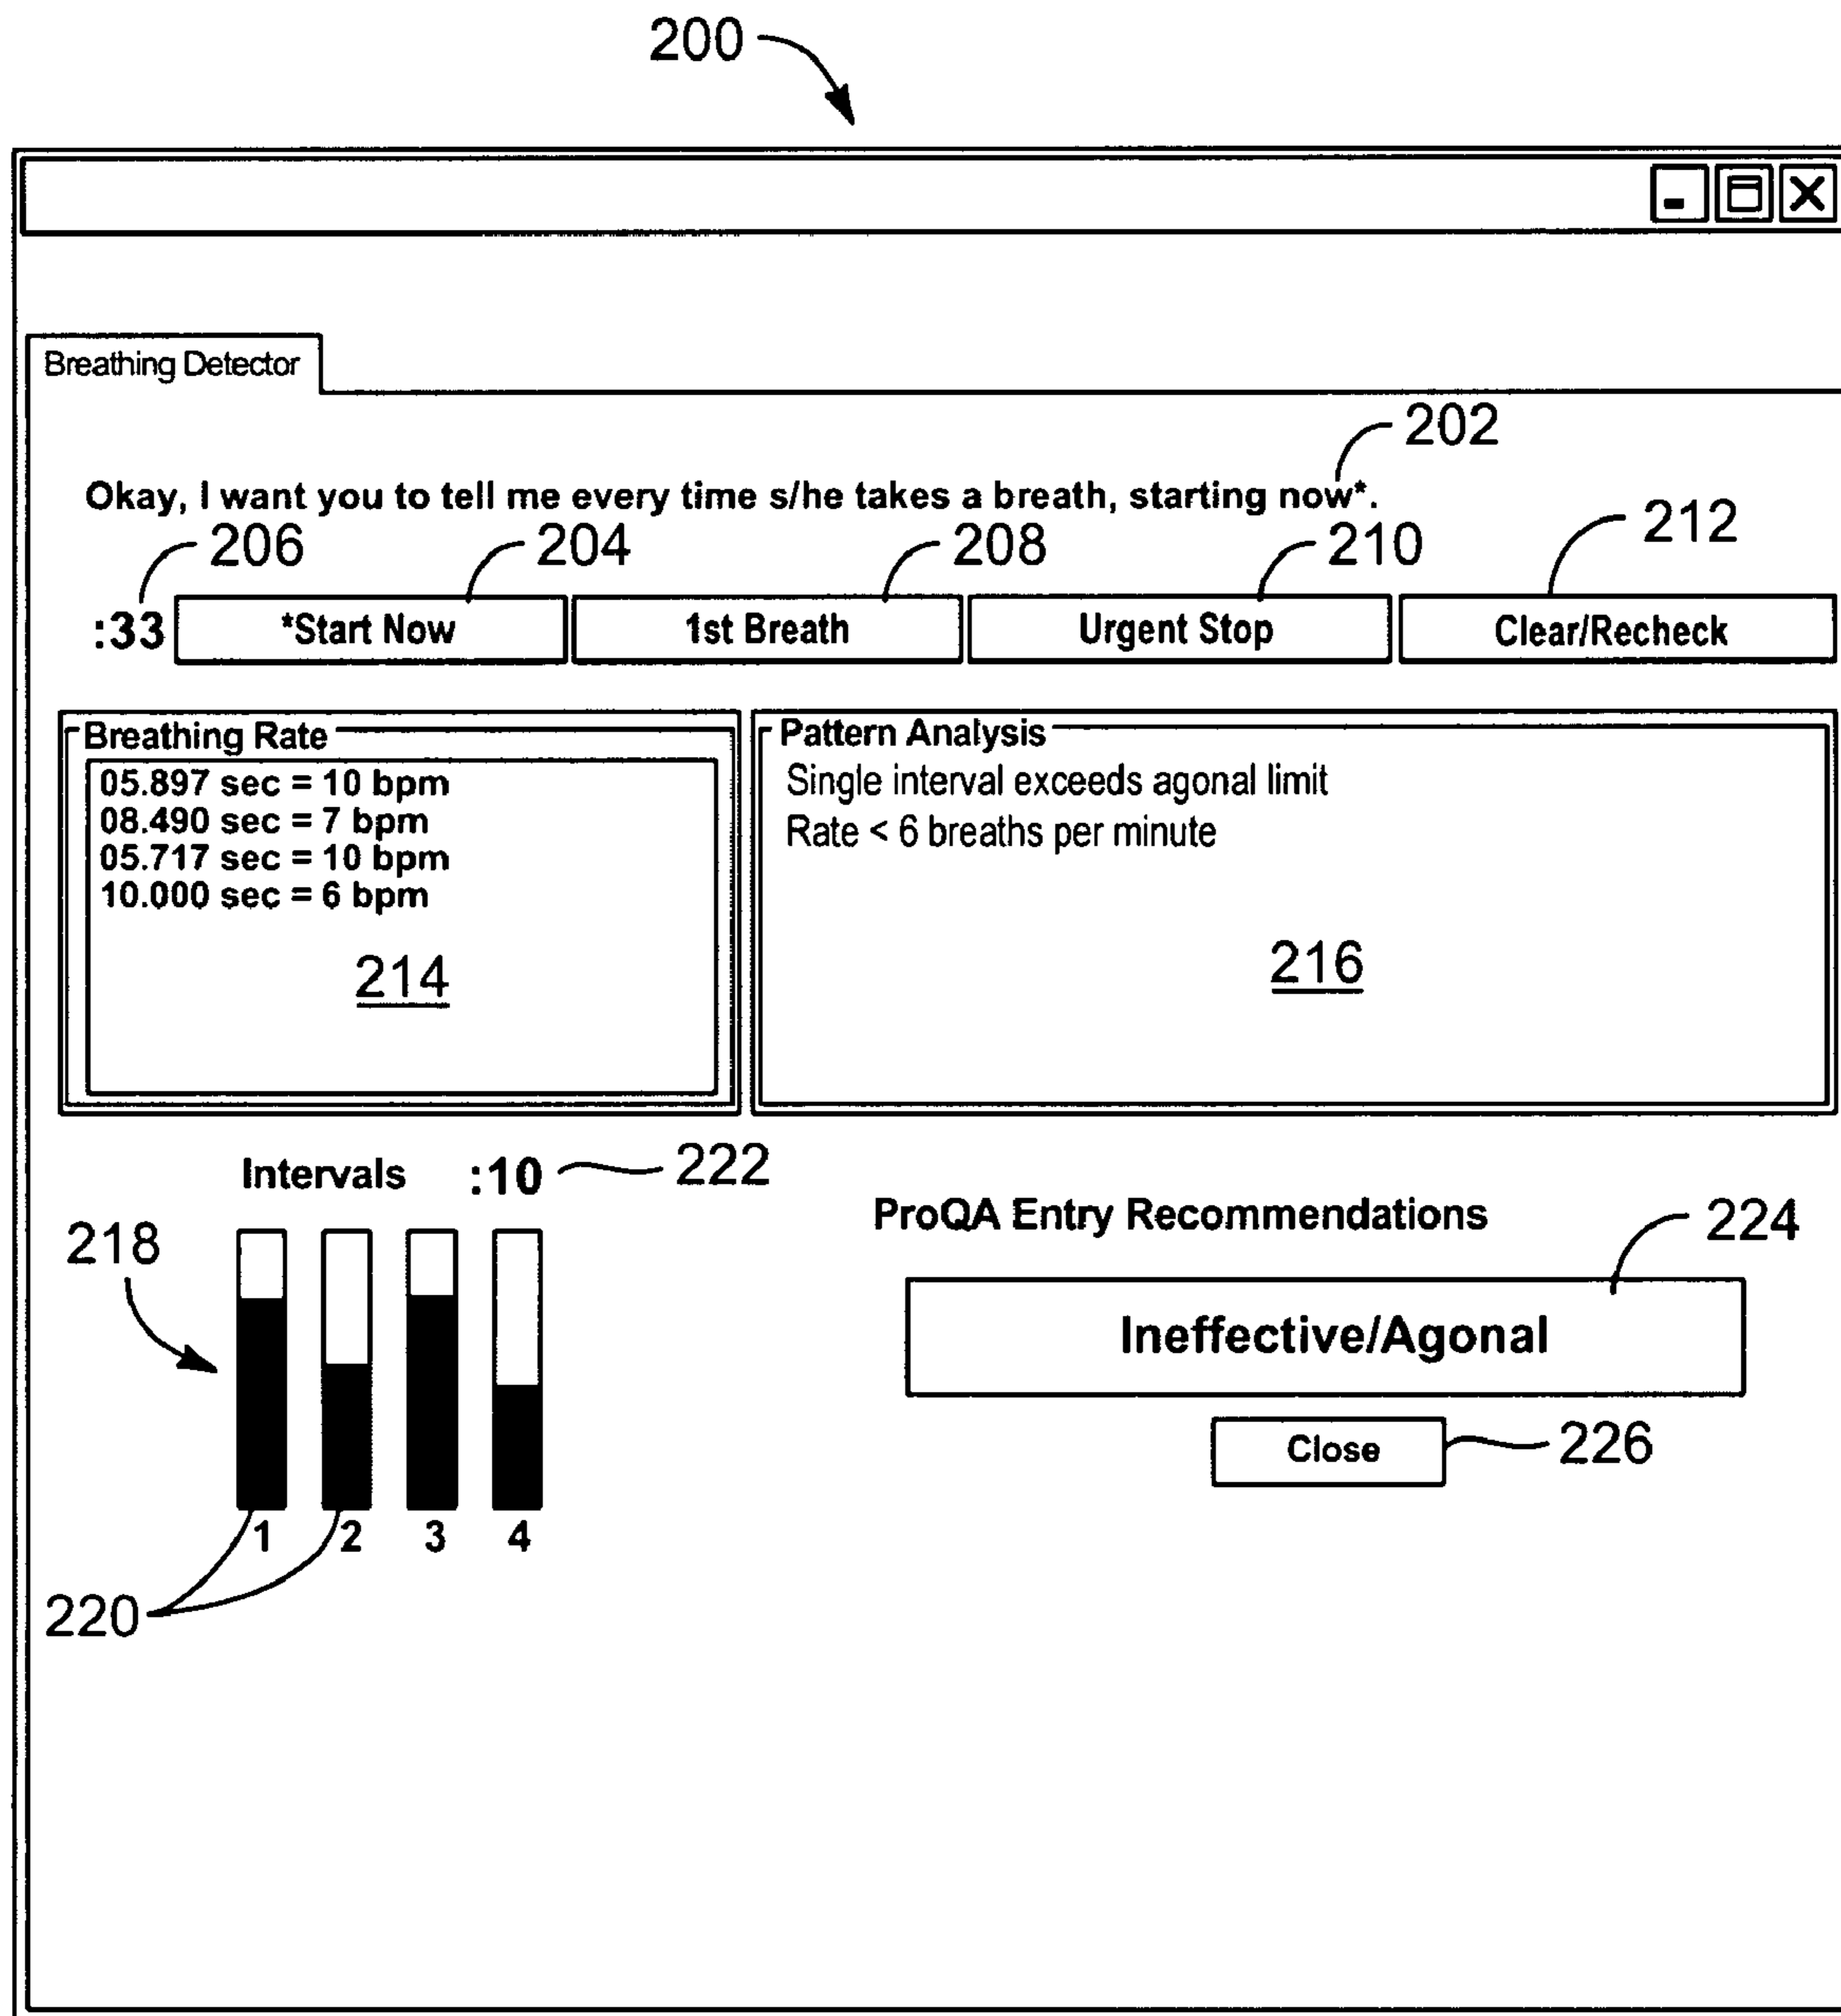 200
Breathing Detector
202
Okay, I want you to tell me every time s/he takes a breath, starting now*.
206 204 208 210 212
:33 *Start Now 1st Breath Urgent Stop Clear/Recheck
Breathing Rate
05.897 sec = 10 bpm
08.490 sec = 7 bpm
05.717 sec = 10 bpm
10.000 sec = 6 bpm
214
Pattern Analysis
Single interval exceeds agonal limit
Rate < 6 breaths per minute
216
Intervals :10 222
218
1 2 3 4
220
ProQA Entry Recommendations
224
Ineffective/Agonal
Close 226